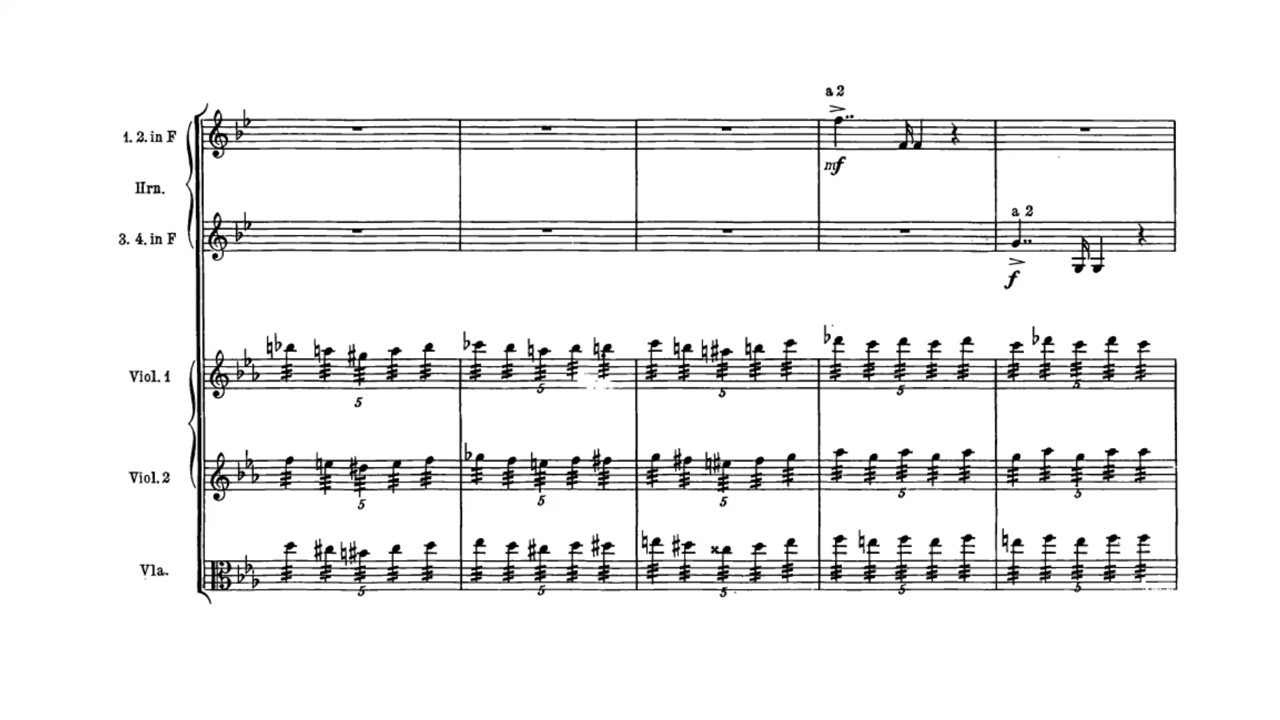 a 2
1. 2. in F
mf
Hrn.
a 2
3. 4. in F
f
Viol. 1
5 5 5 5 5
Viol. 2
5 5 5 5 5
Vla.
5 5 5 5 5